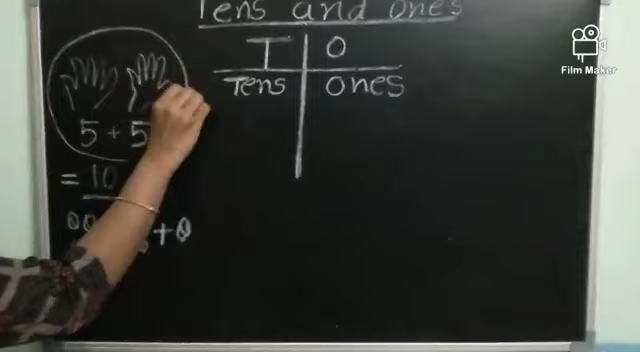 Tens and ones
T O
Tens ones
5 + 5
= 10
+ 0
Film Maker